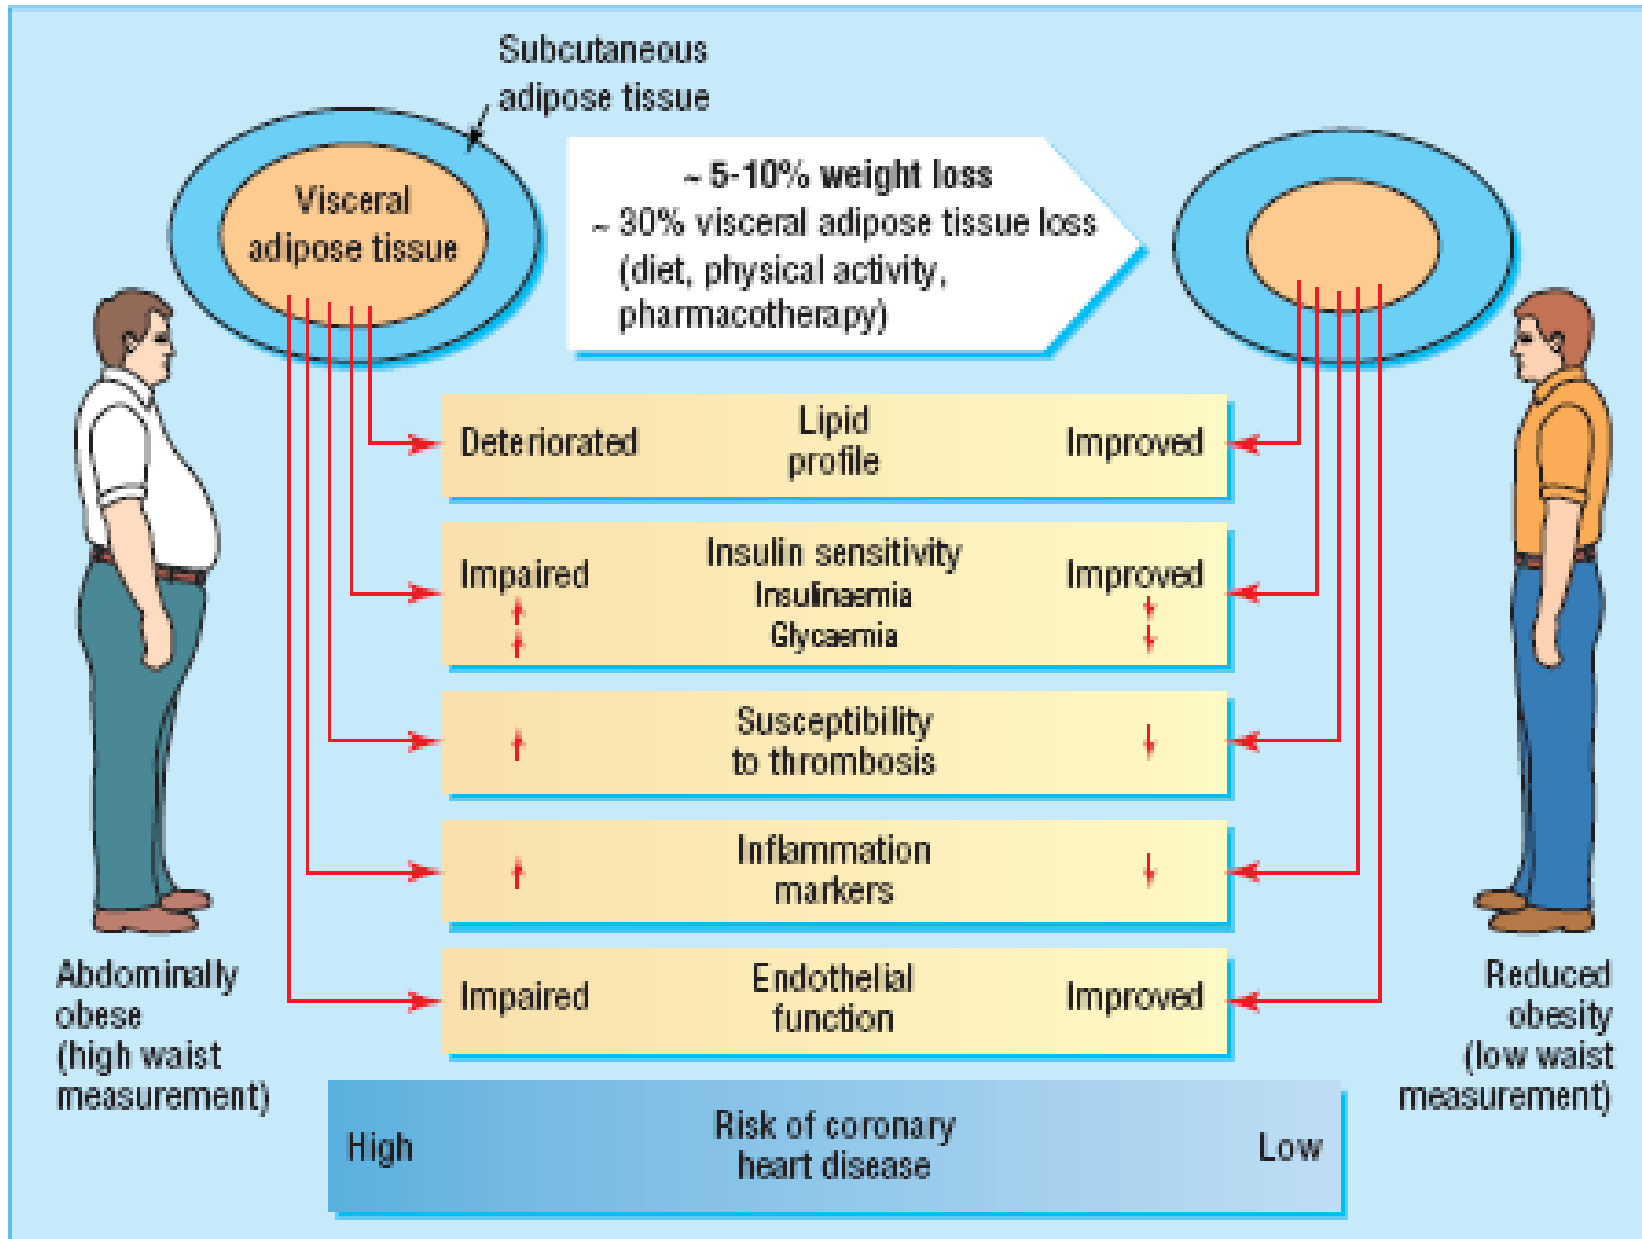 Subcutaneous
adipose tissue
Visceral
adipose tissue
~ 5-10% weight loss
~ 30% visceral adipose tissue loss
(diet, physical activity,
pharmacotherapy)
Deteriorated
Lipid
profile
Improved
Impaired
Insulin sensitivity
Insulinaemia
Glycaemia
Improved
Susceptibility
to thrombosis
Inflammation
markers
Impaired
Endothelial
function
Improved
Abdominally
obese
(high waist
measurement)
Reduced
obesity
(low waist
measurement)
High
Risk of coronary
heart disease
Low